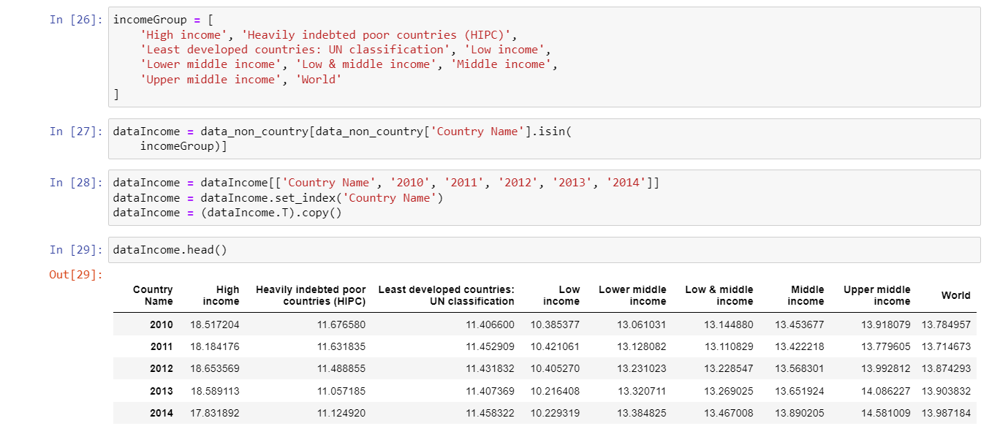 In [26]: incomeGroup = [
    'High income', 'Heavily indebted poor countries (HIPC)',
    'Least developed countries: UN classification', 'Low income',
    'Lower middle income', 'Low & middle income', 'Middle income',
    'Upper middle income', 'World'
]
In [27]: dataIncome = data_non_country[data_non_country['Country Name'].isin(
    incomeGroup)]
In [28]: dataIncome = dataIncome[['Country Name', '2010', '2011', '2012', '2013', '2014']]
dataIncome = dataIncome.set_index('Country Name')
dataIncome = (dataIncome.T).copy()
In [29]: dataIncome.head()
Out[29]:
Country High Heavily indebted poor Least developed countries: Low Lower middle Low & middle Middle Upper middle World
Name income countries (HIPC) UN classification income income income income income
2010 18.517204 11.676580 11.406600 10.385377 13.061031 13.144880 13.453677 13.918079 13.784957
2011 18.184176 11.631835 11.452909 10.421061 13.128082 13.110829 13.422218 13.779605 13.714673
2012 18.653569 11.488855 11.431832 10.405270 13.231023 13.228547 13.568301 13.992812 13.874293
2013 18.589113 11.057185 11.407369 10.216408 13.320711 13.269025 13.651924 14.086227 13.903832
2014 17.831892 11.124920 11.458322 10.229319 13.384825 13.467008 13.890205 14.581009 13.987184